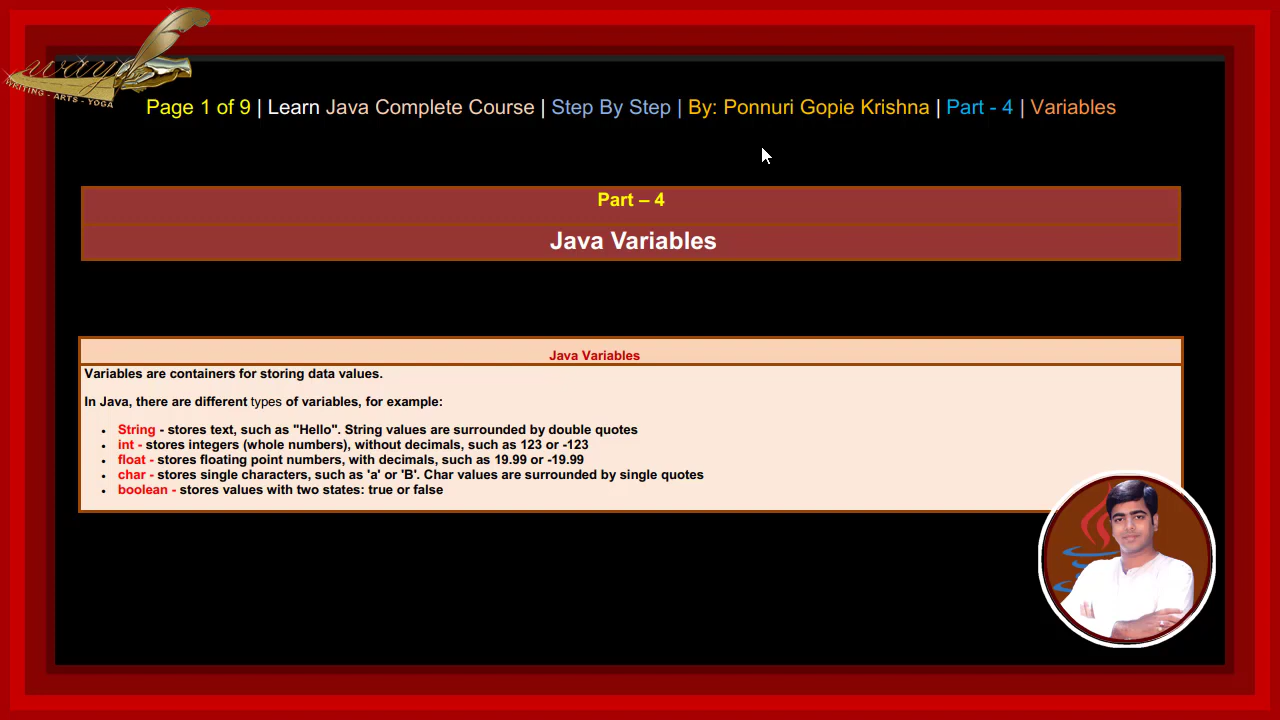 way
WRITING - ARTS - YOGA
Page 1 of 9 | Learn Java Complete Course | Step By Step | By: Ponnuri Gopie Krishna | Part - 4 | Variables
Part – 4
Java Variables
Java Variables
Variables are containers for storing data values.
In Java, there are different types of variables, for example:
• String - stores text, such as "Hello". String values are surrounded by double quotes
• int - stores integers (whole numbers), without decimals, such as 123 or -123
• float - stores floating point numbers, with decimals, such as 19.99 or -19.99
• char - stores single characters, such as 'a' or 'B'. Char values are surrounded by single quotes
• boolean - stores values with two states: true or false